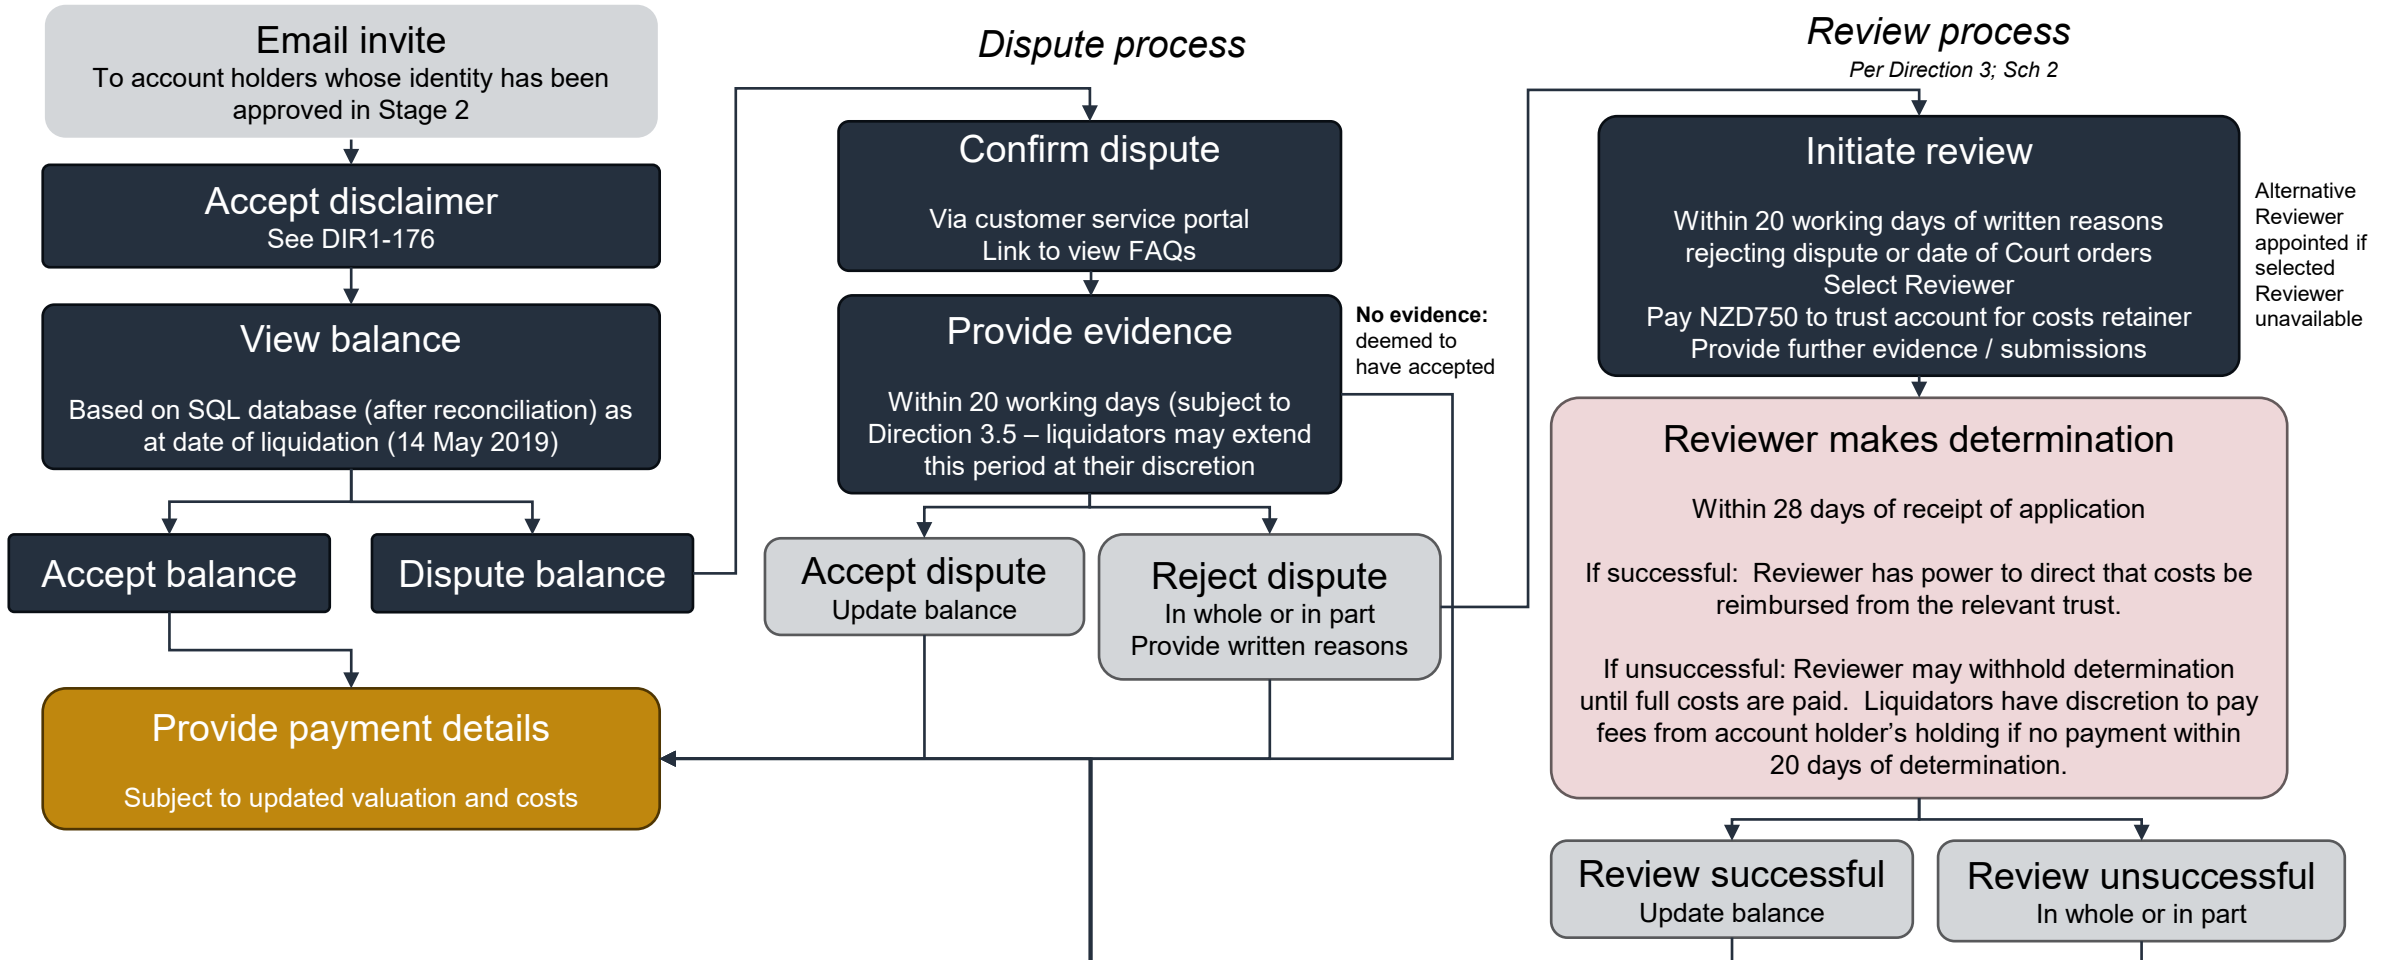 Email invite
To account holders whose identity has been
approved in Stage 2
Accept disclaimer
See DIR1-176
View balance
Based on SQL database (after reconciliation) as
at date of liquidation (14 May 2019)
Accept balance
Dispute balance
Provide payment details
Subject to updated valuation and costs
Dispute process
Confirm dispute
Via customer service portal
Link to view FAQs
Provide evidence
Within 20 working days (subject to
Direction 3.5 – liquidators may extend
this period at their discretion
No evidence:
deemed to
have accepted
Accept dispute
Update balance
Reject dispute
In whole or in part
Provide written reasons
Review process
Per Direction 3; Sch 2
Initiate review
Within 20 working days of written reasons
rejecting dispute or date of Court orders
Select Reviewer
Pay NZD750 to trust account for costs retainer
Provide further evidence / submissions
Alternative
Reviewer
appointed if
selected
Reviewer
unavailable
Reviewer makes determination
Within 28 days of receipt of application
If successful:  Reviewer has power to direct that costs be
reimbursed from the relevant trust.
If unsuccessful: Reviewer may withhold determination
until full costs are paid.  Liquidators have discretion to pay
fees from account holder’s holding if no payment within
20 days of determination.
Review successful
Update balance
Review unsuccessful
In whole or in part